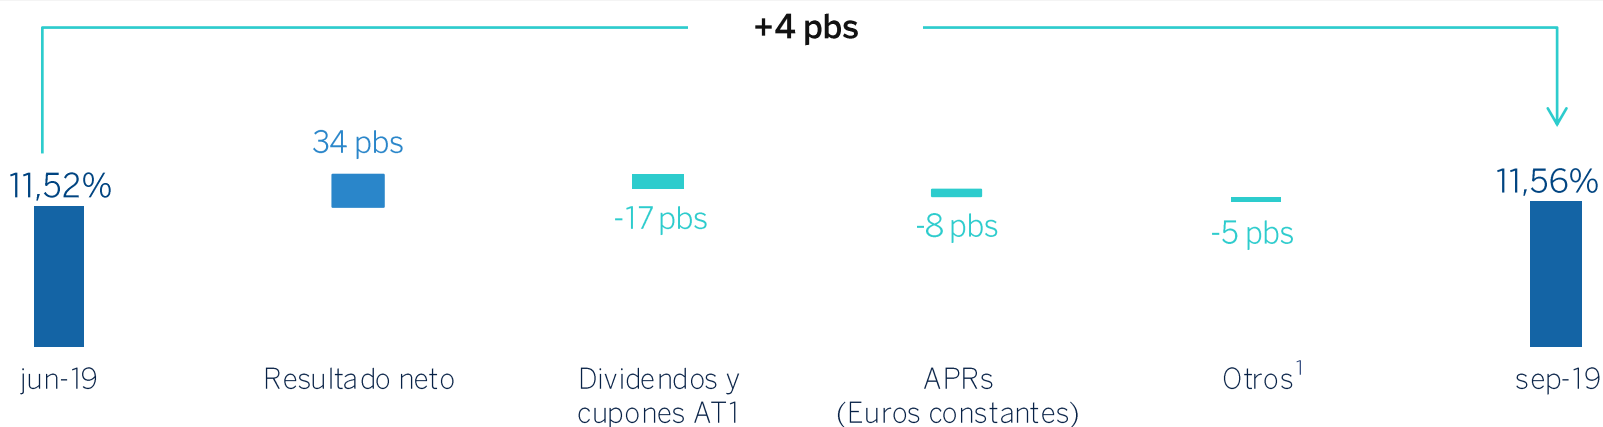 +4 pbs
34 pbs
11,52%
11,56%
-17 pbs
-8 pbs
-5 pbs
jun-19
Resultado neto
Dividendos y
cupones AT1
APRs
(Euros constantes)
Otros¹
sep-19